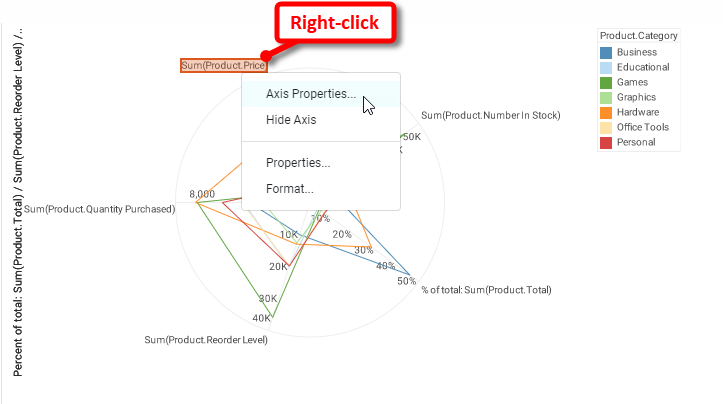 Right-click
Sum(Product.Price
Axis Properties...
Hide Axis
Properties...
Format...
Product.Category
Business
Educational
Games
Graphics
Hardware
Office Tools
Personal
Sum(Product.Number In Stock)
50K
K
8,000
Sum(Product.Quantity Purchased)
10%
10K
20%
30%
20K
40%
50%
% of total: Sum(Product.Total)
30K
40K
Sum(Product.Reorder Level)
Percent of total: Sum(Product.Total) / Sum(Product.Reorder Level) /..